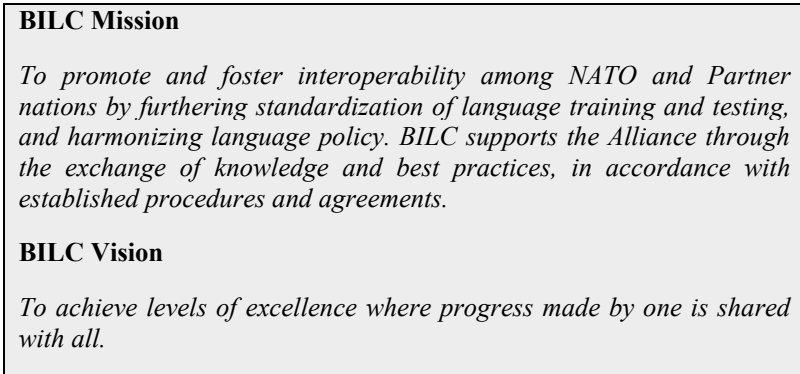 BILC Mission
To promote and foster interoperability among NATO and Partner
nations by furthering standardization of language training and testing,
and harmonizing language policy. BILC supports the Alliance through
the exchange of knowledge and best practices, in accordance with
established procedures and agreements.
BILC Vision
To achieve levels of excellence where progress made by one is shared
with all.